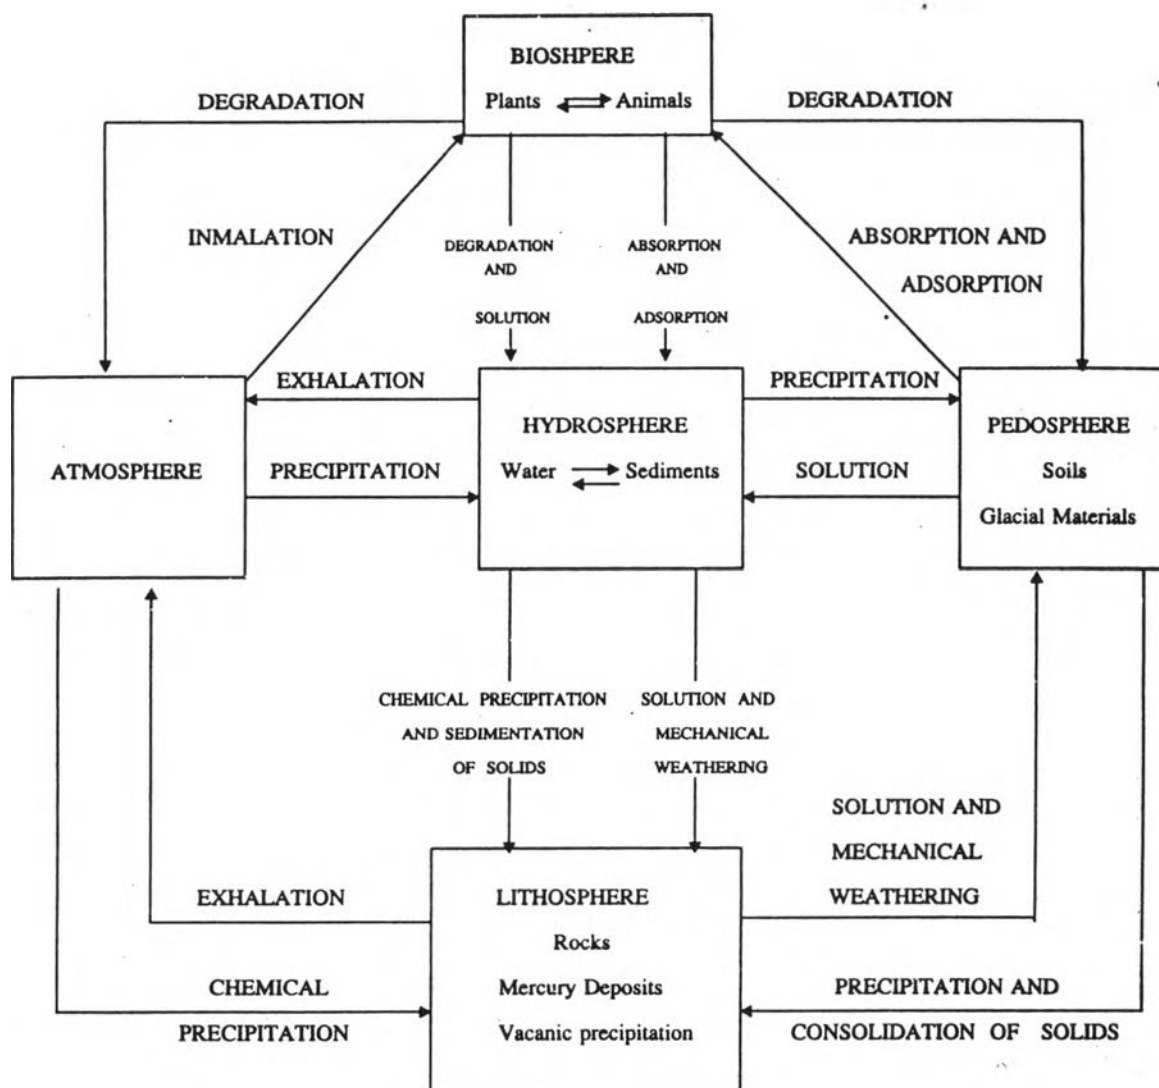 BIOSHPERE
Plants Animals
DEGRADATION
DEGRADATION
INMALATION
DEGRADATION
AND
SOLUTION
ABSORPTION
AND
ADSORPTION
ABSORPTION AND
ADSORPTION
EXHALATION
PRECIPITATION
ATMOSPHERE
PRECIPITATION
HYDROSPHERE
Water Sediments
SOLUTION
PEDOSPHERE
Soils
Glacial Materials
CHEMICAL PRECIPITATION
AND SEDIMENTATION
OF SOLIDS
SOLUTION AND
MECHANICAL
WEATHERING
SOLUTION AND
MECHANICAL
WEATHERING
EXHALATION
LITHOSPHERE
Rocks
Mercury Deposits
Vacanic precipitation
CHEMICAL
PRECIPITATION
PRECIPITATION AND
CONSOLIDATION OF SOLIDS